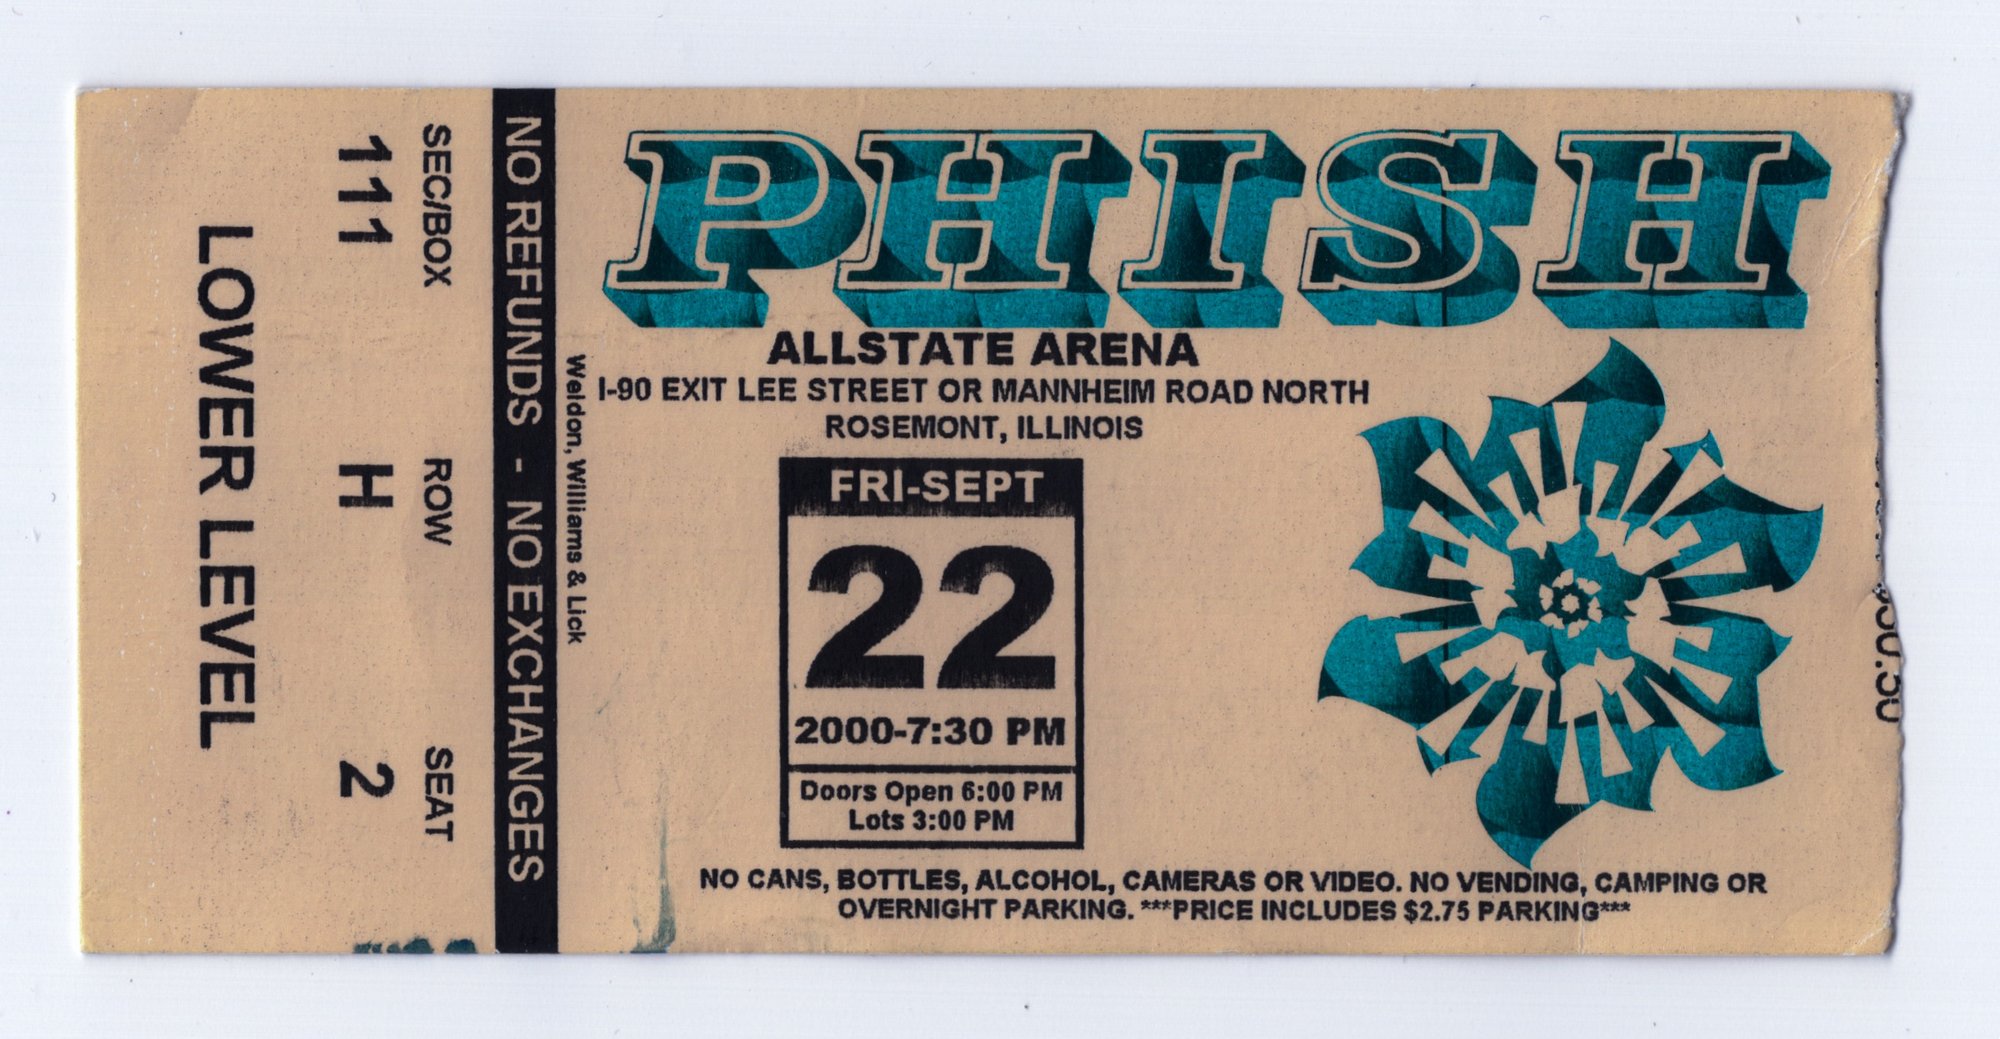 LOWER LEVEL
SEC/BOX ROW SEAT
111 H 2
NO REFUNDS - NO EXCHANGES
Weldon, Williams & Lick
PHISH
ALLSTATE ARENA
I-90 EXIT LEE STREET OR MANNHEIM ROAD NORTH
ROSEMONT, ILLINOIS
FRI-SEPT
22
2000-7:30 PM
Doors Open 6:00 PM
Lots 3:00 PM
NO CANS, BOTTLES, ALCOHOL, CAMERAS OR VIDEO. NO VENDING, CAMPING OR
OVERNIGHT PARKING. ***PRICE INCLUDES $2.75 PARKING***